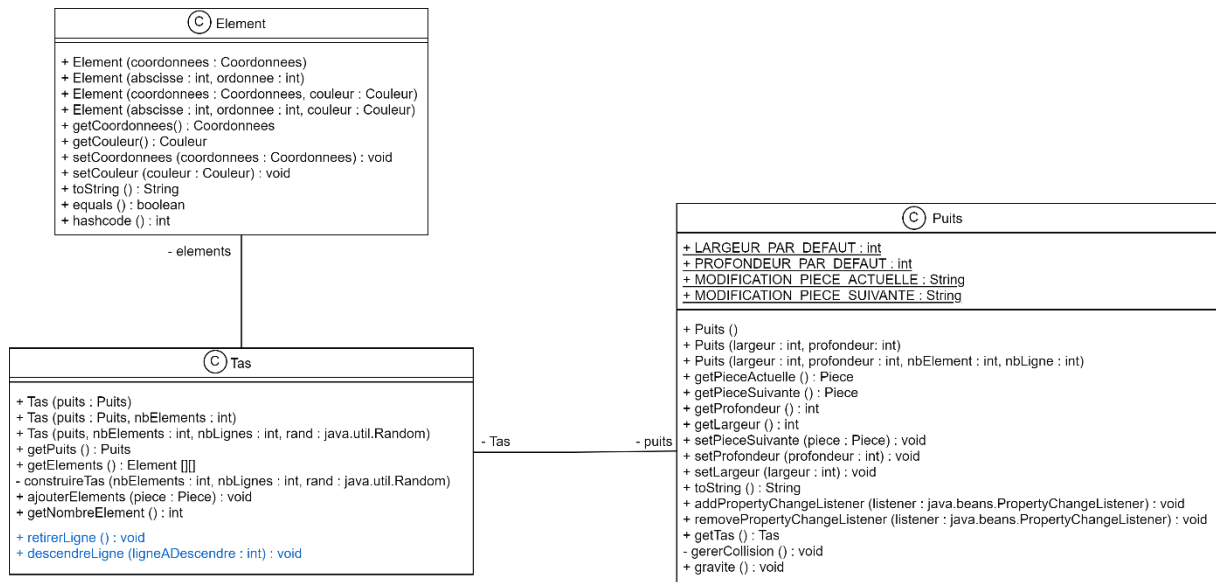 C Element
+ Element (coordonnees : Coordonnees)
+ Element (abscisse : int, ordonnee : int)
+ Element (coordonnees : Coordonnees, couleur : Couleur)
+ Element (abscisse : int, ordonnee : int, couleur : Couleur)
+ getCoordonnees() : Coordonnees
+ getCouleur() : Couleur
+ setCoordonnees (coordonnees : Coordonnees) : void
+ setCouleur (couleur : Couleur) : void
+ toString () : String
+ equals () : boolean
+ hashcode () : int
- elements
C Tas
+ Tas (puits : Puits)
+ Tas (puits : Puits, nbElements : int)
+ Tas (puits, nbElements : int, nbLignes : int, rand : java.util.Random)
+ getPuits () : Puits
+ getElements () : Element [][]
- construireTas (nbElements : int, nbLignes : int, rand : java.util.Random)
+ ajouterElements (piece : Piece) : void
+ getNombreElement () : int
+ retirerLigne () : void
+ descendreLigne (ligneADescendre : int) : void
- Tas
- puits
C Puits
+ LARGEUR_PAR_DEFAUT : int
+ PROFONDEUR_PAR_DEFAUT : int
+ MODIFICATION_PIECE_ACTUELLE : String
+ MODIFICATION_PIECE_SUIVANTE : String
+ Puits ()
+ Puits (largeur : int, profondeur: int)
+ Puits (largeur : int, profondeur : int, nbElement : int, nbLigne : int)
+ getPieceActuelle () : Piece
+ getPieceSuivante () : Piece
+ getProfondeur () : int
+ getLargeur () : int
+ setPieceSuivante (piece : Piece) : void
+ setProfondeur (profondeur : int) : void
+ setLargeur (largeur : int) : void
+ toString () : String
+ addPropertyChangeListener (listener : java.beans.PropertyChangeListener) : void
+ removePropertyChangeListener (listener : java.beans.PropertyChangeListener) : void
+ getTas () : Tas
- gererCollision () : void
+ gravite () : void